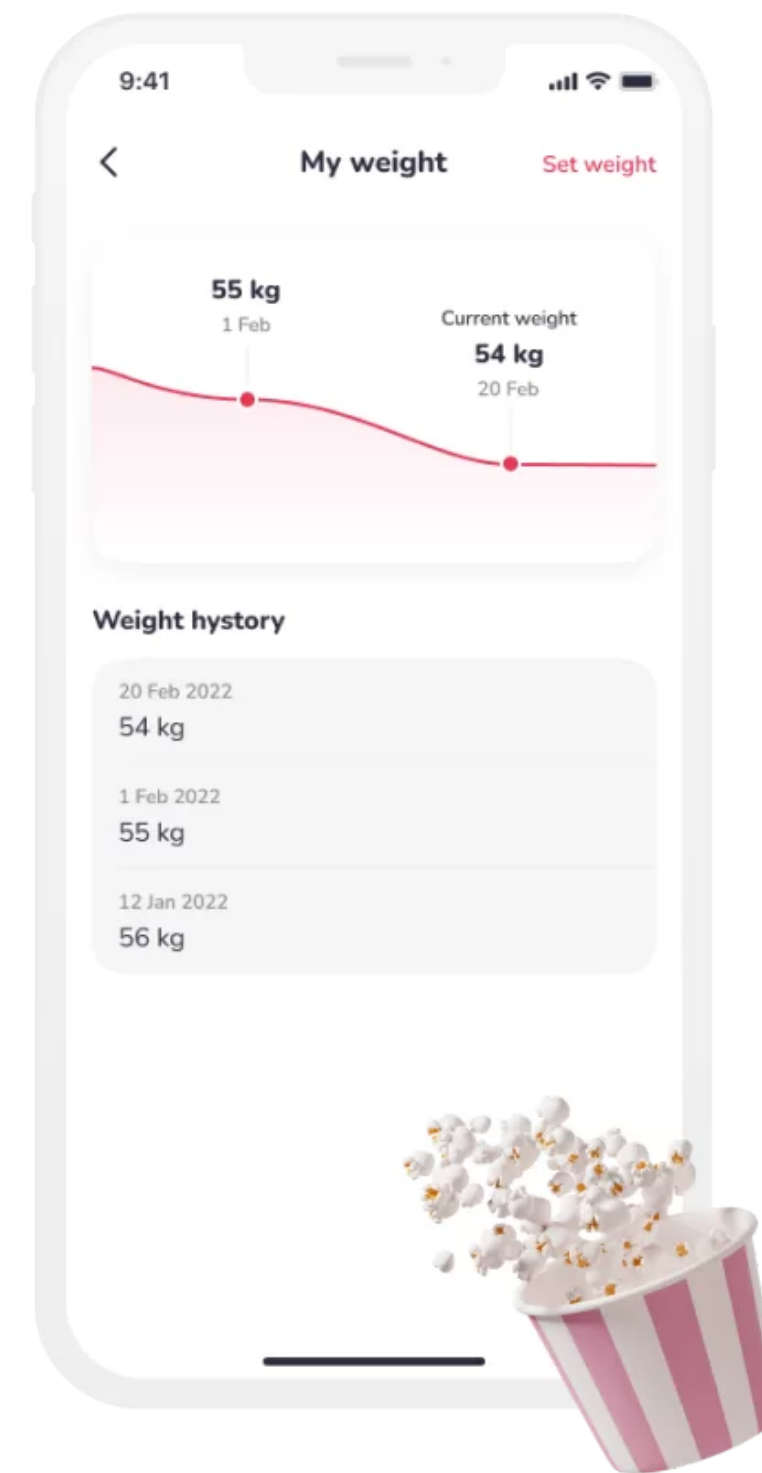 9:41
My weight
Set weight
55 kg
1 Feb
Current weight
54 kg
20 Feb
Weight hystory
20 Feb 2022
54 kg
1 Feb 2022
55 kg
12 Jan 2022
56 kg